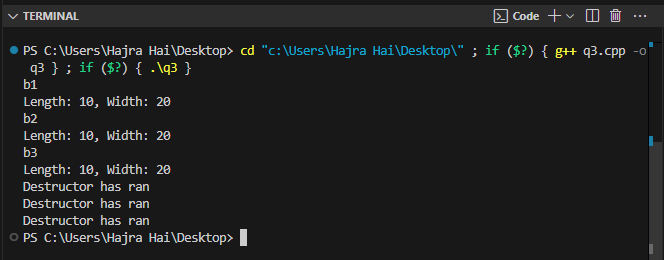 TERMINAL
Code
PS C:\Users\Hajra Hai\Desktop> cd "c:\Users\Hajra Hai\Desktop\" ; if ($?) { g++ q3.cpp -o
q3 } ; if ($?) { .\q3 }
b1
Length: 10, Width: 20
b2
Length: 10, Width: 20
b3
Length: 10, Width: 20
Destructor has ran
Destructor has ran
Destructor has ran
PS C:\Users\Hajra Hai\Desktop>